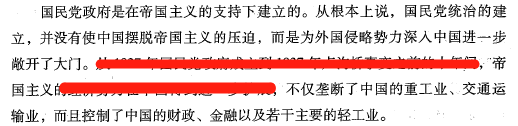 国民党政府是在帝国主义的支持下建立的。从根本上说，国民党统治的建
立，并没有使中国摆脱帝国主义的压迫，而是为外国侵略势力深入中国进一步
敞开了大门。帝
国主义的不仅垄断了中国的重工业、交通运
输业，而且控制了中国的财政、金融以及若干主要的轻工业。